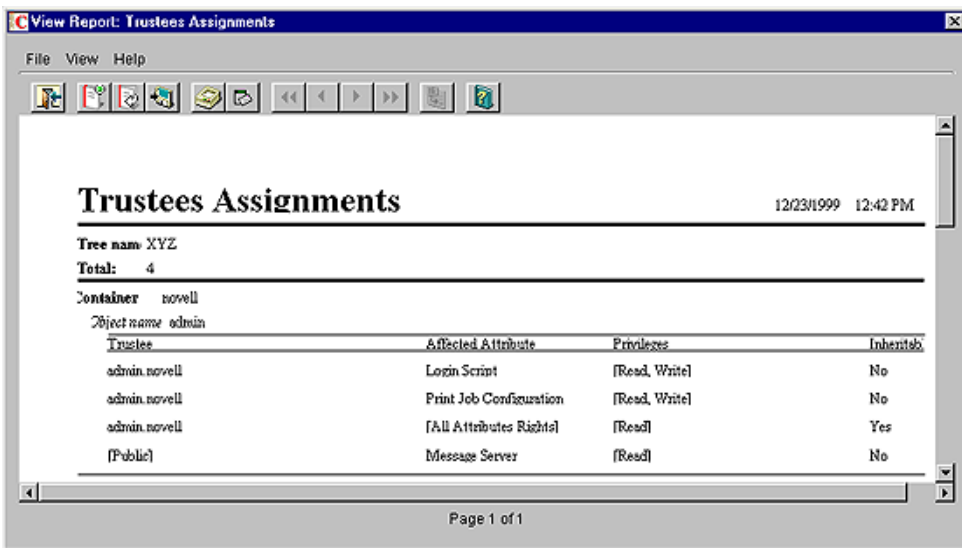 View Report: Trustees Assignments
File View Help
Trustees Assignments 12/23/1999 12:42 PM
Tree nam XYZ
Total: 4
Container novell
Object name admin
Trustee Affected Attribute Privileges Inheritab
admin.novell Login Script [Read, Write] No
admin.novell Print Job Configuration [Read, Write] No
admin.novell [All Attributes Rights] [Read] Yes
[Public] Message Server [Read] No
Page 1 of 1